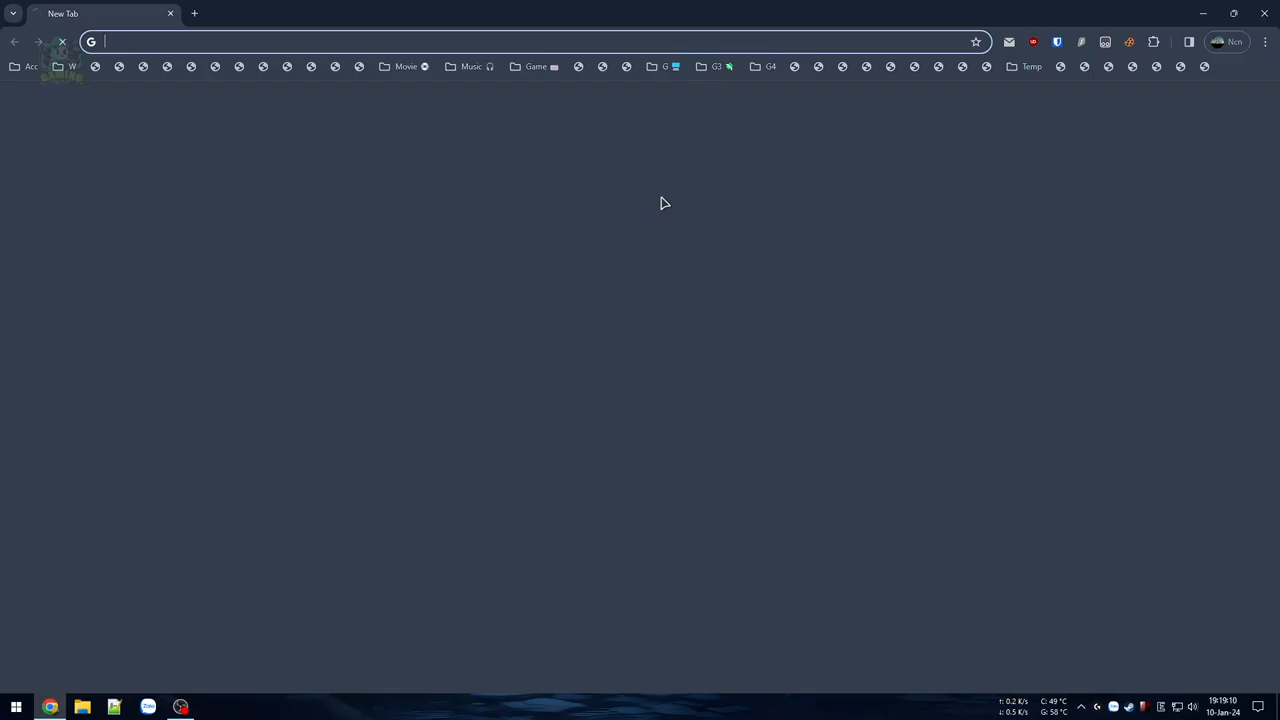 New Tab
G
Ncn
Acc
W
Movie
Music
Game
G
G3
G4
Temp
Zalo
↑: 0.2 K/s
C: 49 °C
↓: 0.5 K/s
G: 58 °C
19:19:10
10-Jan-24